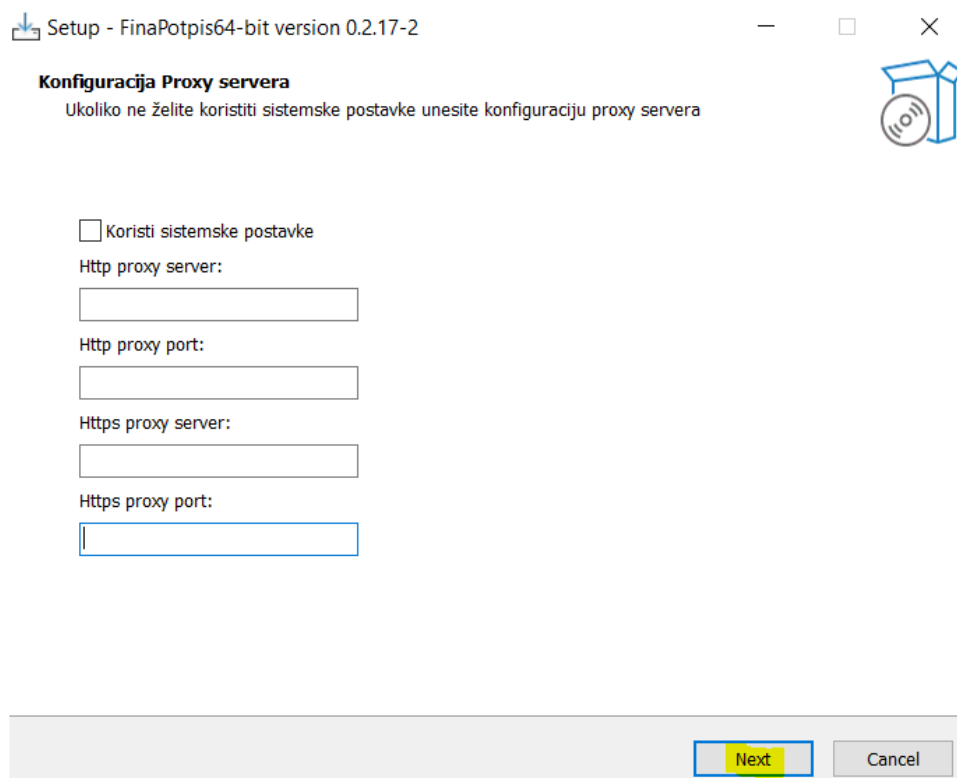 Setup - FinaPotpis64-bit version 0.2.17-2
Konfiguracija Proxy servera
Ukoliko ne želite koristiti sistemske postavke unesite konfiguraciju proxy servera
Koristi sistemske postavke
Http proxy server:
Http proxy port:
Https proxy server:
Https proxy port:
Next Cancel